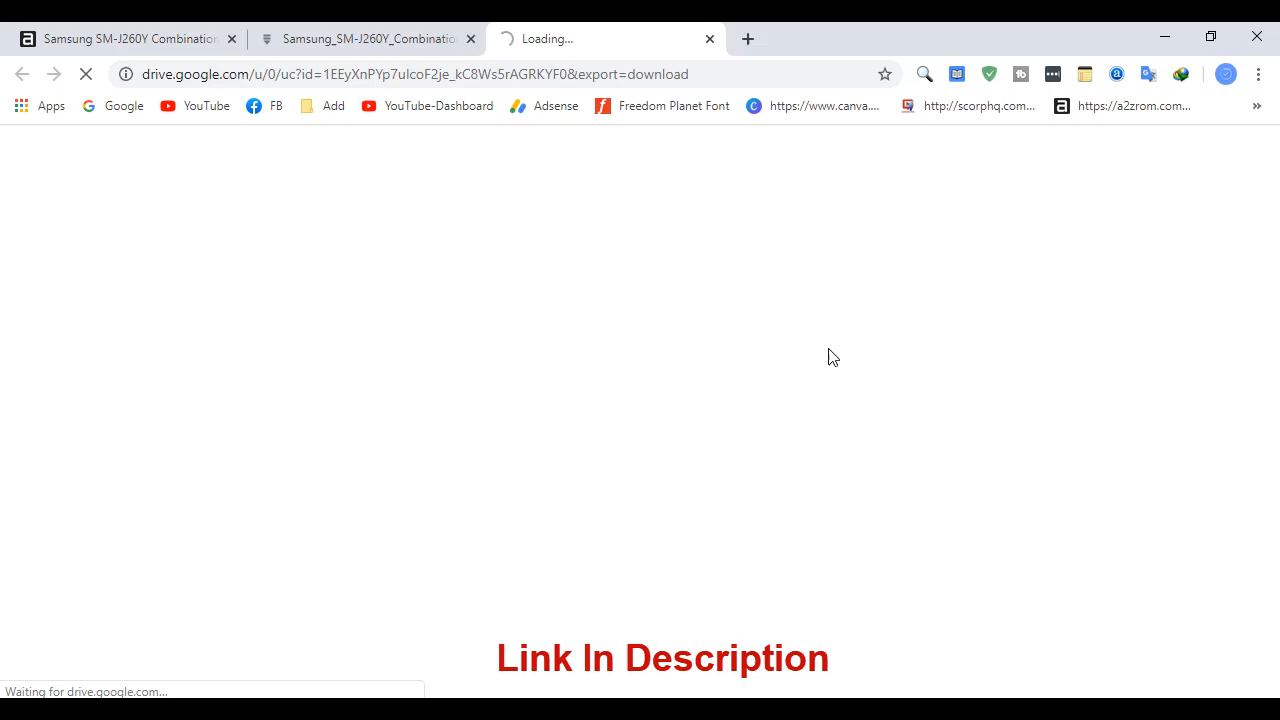 Samsung SM-J260Y Combination
Samsung_SM-J260Y_Combinatio
Loading...
drive.google.com/u/0/uc?id=1EEyxhPYp7ulcoF2je_kC8Ws5rAGRKYF0&export=download
Apps
Google
YouTube
FB
Add
YouTube-Dashboard
Adsense
Freedom Planet Font
https://www.canva....
http://scorphq.com...
https://a2zrom.com...
Link In Description
Waiting for drive.google.com...